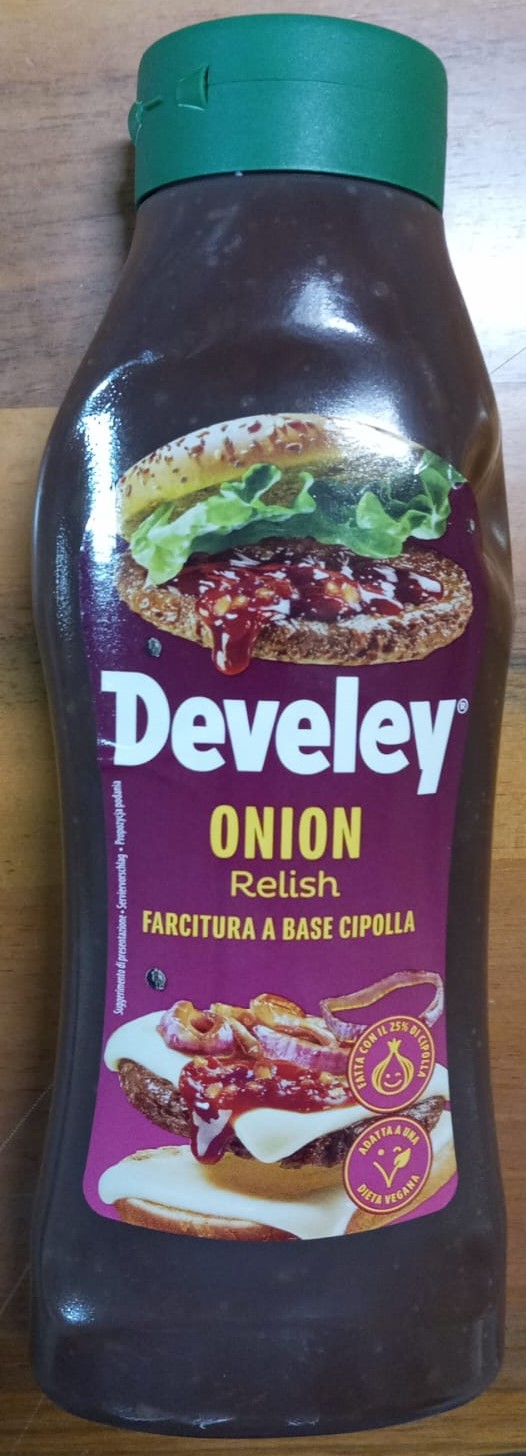 Develey®
ONION
Relish
FARCITURA A BASE CIPOLLA
Suggerimento di presentazione • Serviervorschlag • Propozycja podania
FATTA CON IL 25% DI CIPOLLA
ADATTA A UNA
DIETA VEGANA